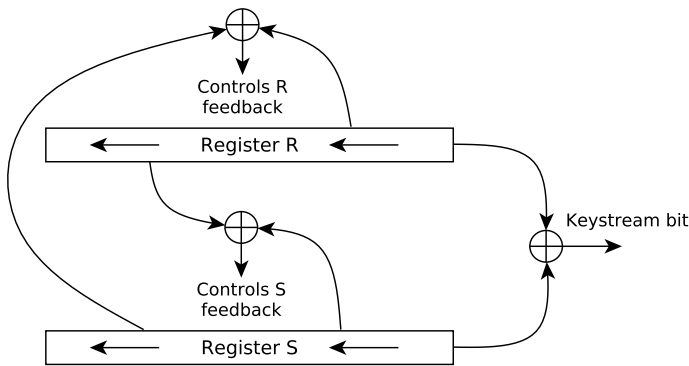 Controls R
feedback
Register R
Keystream bit
Controls S
feedback
Register S